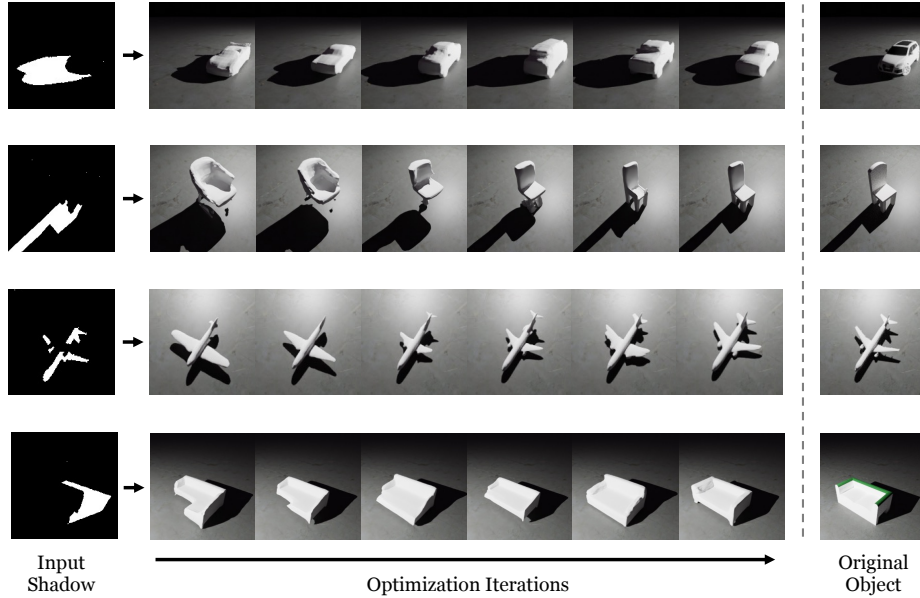 Input
Shadow
Optimization Iterations
Original
Object